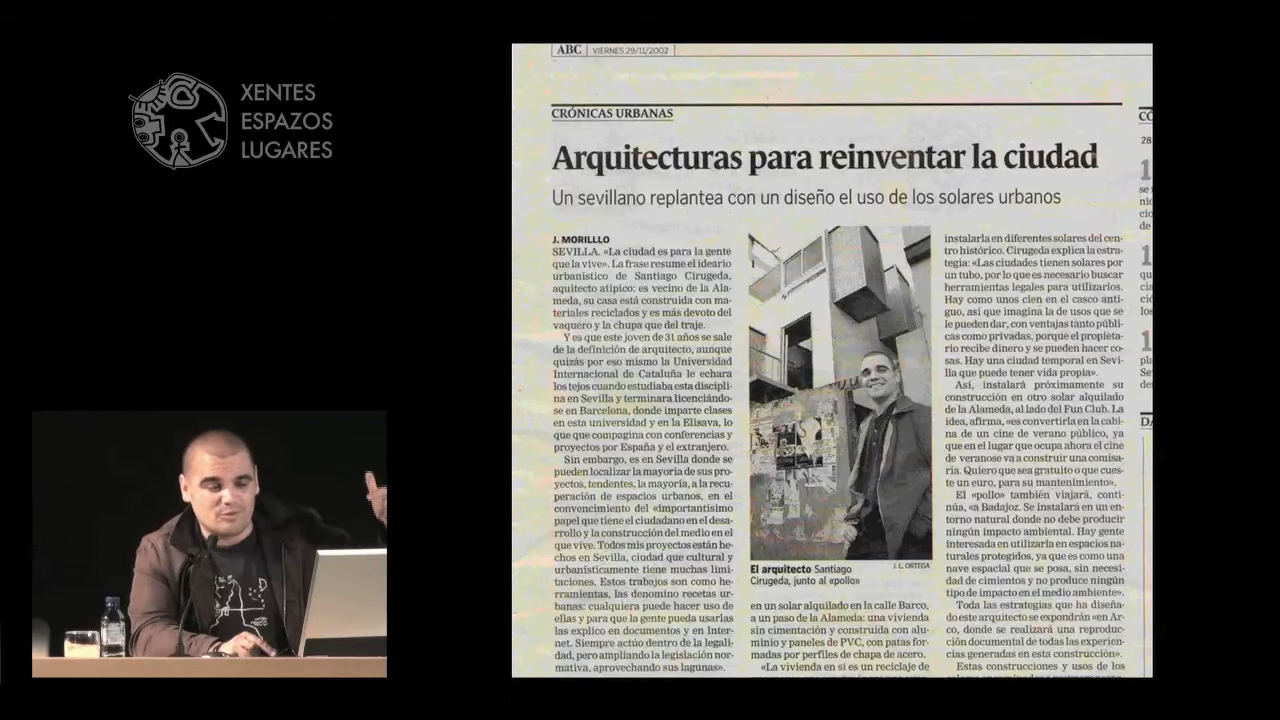 XENTES
ESPAZOS
LUGARES
ABC VIERNES 29/11/2002
CRÓNICAS URBANAS
Arquitecturas para reinventar la ciudad
Un sevillano replantea con un diseño el uso de los solares urbanos
J. MORILLLO
SEVILLA. «La ciudad es para la gente
que la vive». La frase resume el ideario
urbanístico de Santiago Cirugeda,
aquitecto atípico: es vecino de la Ala-
meda, su casa está construida con ma-
teriales reciclados y es más devoto del
vaquero y la chupa que del traje.
Y es que este joven de 31 años se sale
de la definición de arquitecto, aunque
quizás por eso mismo la Universidad
Internacional de Cataluña le echara
los tejos cuando estudiaba esta discipli-
na en Sevilla y terminara licenciándo-
se en Barcelona, donde imparte clases
en esta universidad y en la Elisava, lo
que que compagina con conferencias y
proyectos por España y el extranjero.
Sin embargo, es en Sevilla donde se
pueden localizar la mayoría de sus pro-
yectos, tendentes, la mayoría, a la recu-
peración de espacios urbanos, en el
convencimiento del «importantísimo
papel que tiene el ciudadano en el desa-
rrollo y la construcción del medio en el
que vive. Todos mis proyectos están he-
chos en Sevilla, ciudad que cultural y
urbanísticamente tiene muchas limi-
taciones. Estos trabajos son como he-
rramientas, las denomino recetas ur-
banas: cualquiera puede hacer uso de
ellas y para que la gente pueda usarlas
las explico en documentos y en Inter-
net. Siempre actúo dentro de la legali-
dad, pero ampliando la legislación nor-
mativa, aprovechando sus lagunas».
J. L. ORTEGA
El arquitecto Santiago
Cirugeda, junto al «pollo»
en un solar alquilado en la calle Barco,
a un paso de la Alameda: una vivienda
sin cimentación y construida con alu-
minio y paneles de PVC, con patas for-
madas por perfiles de chapa de acero.
«La vivienda en sí es un reciclaje de
instalarla en diferentes solares del cen-
tro histórico. Cirugeda explica la estra-
tegia: «Las ciudades tienen solares por
un tubo, por lo que es necesario buscar
herramientas legales para utilizarlos.
Hay como unos cien en el casco anti-
guo, así que imagina la de usos que se
le pueden dar, con ventajas tanto públi-
cas como privadas, porque el propieta-
rio recibe dinero y se pueden hacer co-
sas. Hay una ciudad temporal en Sevi-
lla que puede tener vida propia».
Así, instalará próximamente su
construcción en otro solar alquilado
de la Alameda, al lado del Fun Club. La
idea, afirma, «es convertirla en la cabi-
na de un cine de verano público, ya
que en el lugar que ocupa ahora el cine
de veranose va a construir una comisa-
ría. Quiero que sea gratuito o que cues-
te un euro, para su mantenimiento».
El «pollo» también viajará, conti-
núa, «a Badajoz. Se instalará en un en-
torno natural donde no debe producir
ningún impacto ambiental. Hay gente
interesada en utilizarla en espacios na-
turales protegidos, ya que es como una
nave espacial que se posa, sin necesi-
dad de cimientos y no produce ningún
tipo de impacto en el medio ambiente».
Toda las estrategias que ha diseña-
do este arquitecto se expondrán «en Ar-
co, donde se realizará una reproduc-
ción documental de todas las experien-
cias generadas en esta construcción».
Estas construcciones y usos de los